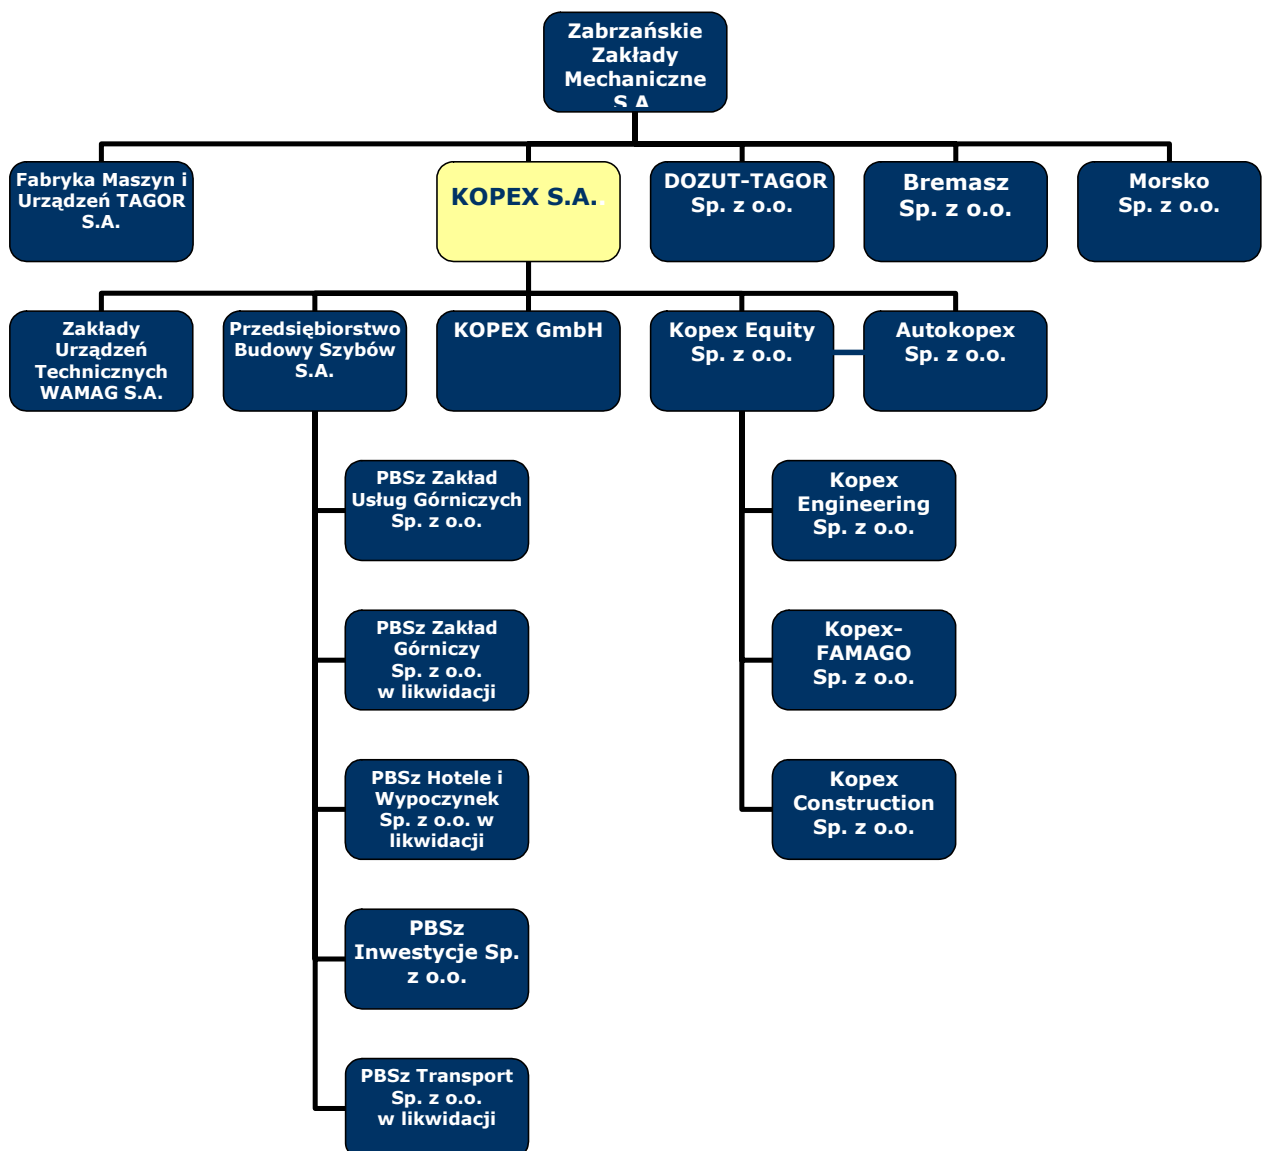 Zabrzańskie
Zakłady
Mechaniczne
S.A
Fabryka Maszyn i
Urządzeń TAGOR
S.A.
KOPEX S.A..
DOZUT–TAGOR
Sp. z o.o.
Bremasz
Sp. z o.o.
Morsko
Sp. z o.o.
Zakłady
Urządzeń
Technicznych
WAMAG S.A.
Przedsiębiorstwo
Budowy Szybów
S.A.
KOPEX GmbH
Kopex Equity
Sp. z o.o.
Autokopex
Sp. z o.o.
PBSz Zakład
Usług Górniczych
Sp. z o.o.
Kopex
Engineering
Sp. z o.o.
PBSz Zakład
Górniczy
Sp. z o.o.
w likwidacji
Kopex–
FAMAGO
Sp. z o.o.
PBSz Hotele i
Wypoczynek
Sp. z o.o. w
likwidacji
Kopex
Construction
Sp. z o.o.
PBSz
Inwestycje Sp.
z o.o.
PBSz Transport
Sp. z o.o.
w likwidacji